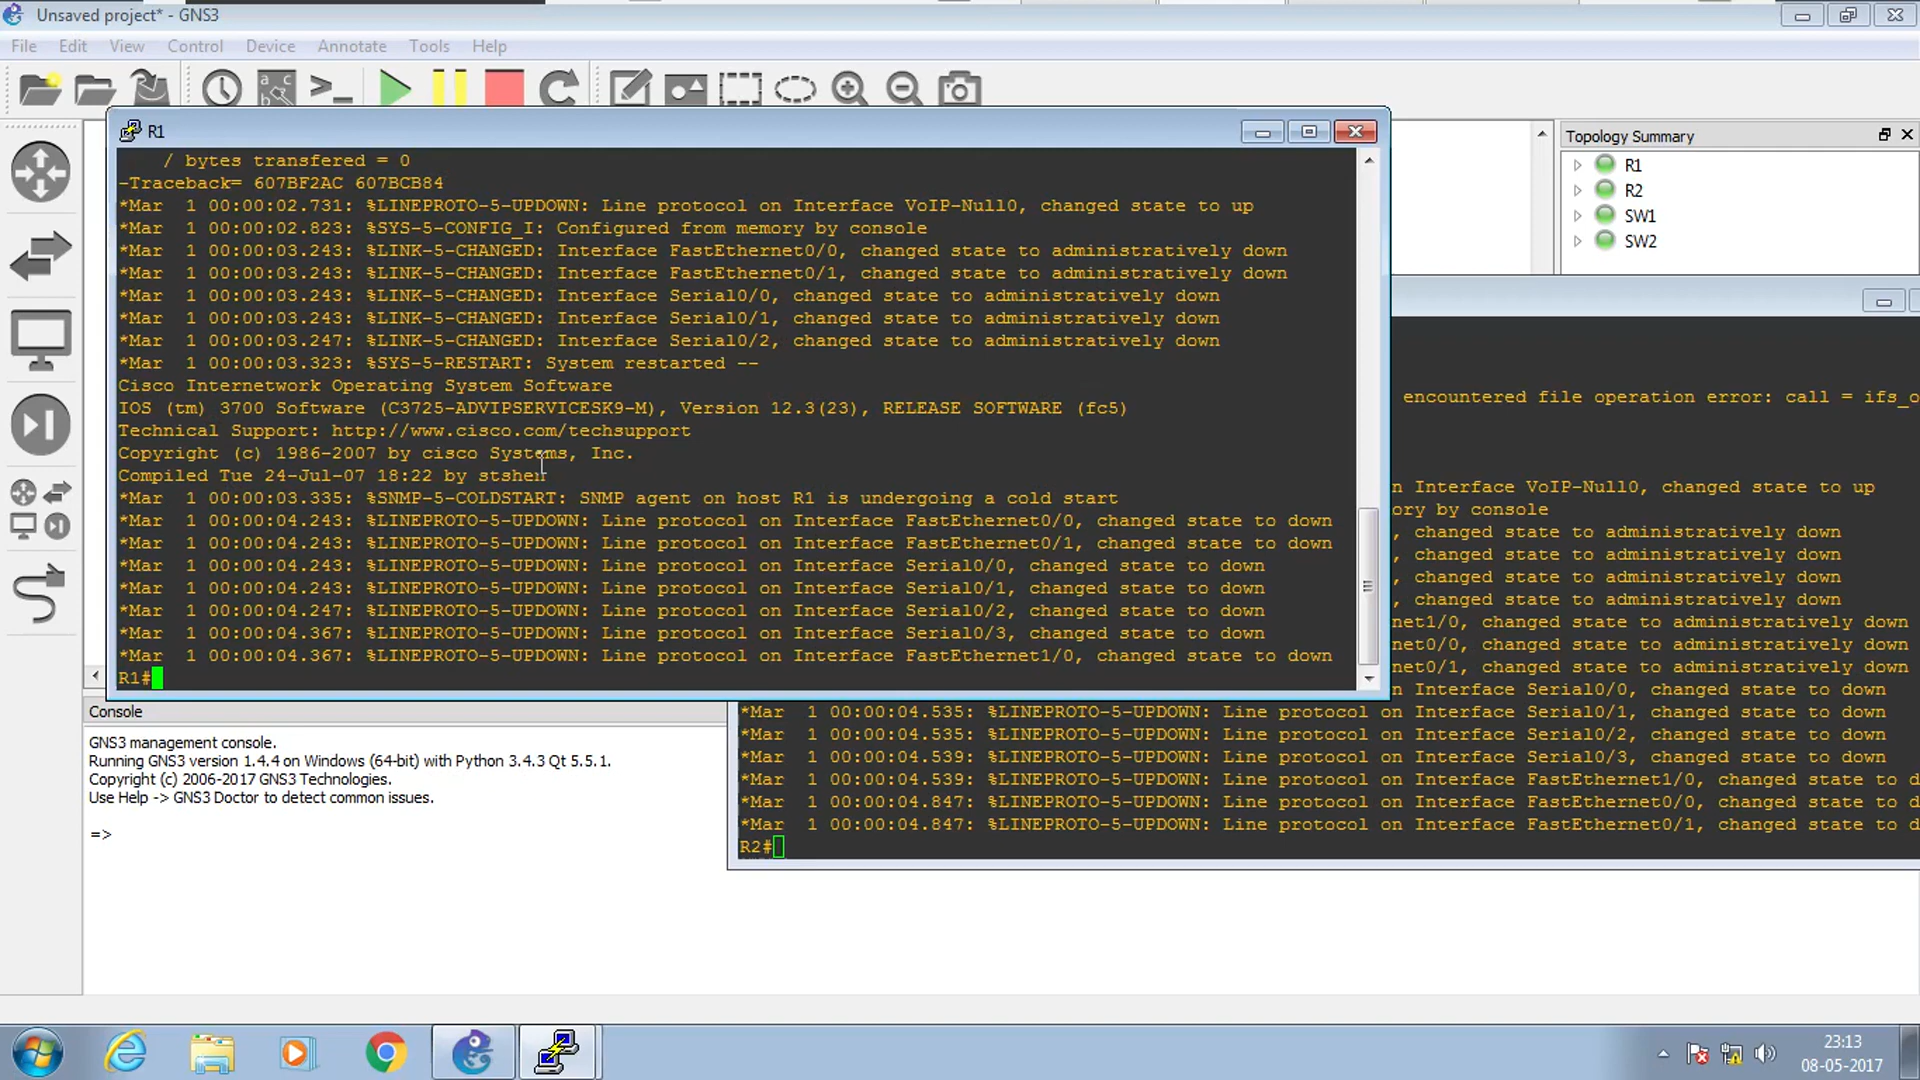 Unsaved project* - GNS3
File Edit View Control Device Annotate Tools Help
R1
/ bytes transfered = 0
-Traceback= 607BF2AC 607BCB84
*Mar  1 00:00:02.731: %LINEPROTO-5-UPDOWN: Line protocol on Interface VoIP-Null0, changed state to up
*Mar  1 00:00:02.823: %SYS-5-CONFIG_I: Configured from memory by console
*Mar  1 00:00:03.243: %LINK-5-CHANGED: Interface FastEthernet0/0, changed state to administratively down
*Mar  1 00:00:03.243: %LINK-5-CHANGED: Interface FastEthernet0/1, changed state to administratively down
*Mar  1 00:00:03.243: %LINK-5-CHANGED: Interface Serial0/0, changed state to administratively down
*Mar  1 00:00:03.243: %LINK-5-CHANGED: Interface Serial0/1, changed state to administratively down
*Mar  1 00:00:03.247: %LINK-5-CHANGED: Interface Serial0/2, changed state to administratively down
*Mar  1 00:00:03.323: %SYS-5-RESTART: System restarted --
Cisco Internetwork Operating System Software
IOS (tm) 3700 Software (C3725-ADVIPSERVICESK9-M), Version 12.3(23), RELEASE SOFTWARE (fc5)
Technical Support: http://www.cisco.com/techsupport
Copyright (c) 1986-2007 by cisco Systems, Inc.
Compiled Tue 24-Jul-07 18:22 by stshen
*Mar  1 00:00:03.335: %SNMP-5-COLDSTART: SNMP agent on host R1 is undergoing a cold start
*Mar  1 00:00:04.243: %LINEPROTO-5-UPDOWN: Line protocol on Interface FastEthernet0/0, changed state to down
*Mar  1 00:00:04.243: %LINEPROTO-5-UPDOWN: Line protocol on Interface FastEthernet0/1, changed state to down
*Mar  1 00:00:04.243: %LINEPROTO-5-UPDOWN: Line protocol on Interface Serial0/0, changed state to down
*Mar  1 00:00:04.243: %LINEPROTO-5-UPDOWN: Line protocol on Interface Serial0/1, changed state to down
*Mar  1 00:00:04.247: %LINEPROTO-5-UPDOWN: Line protocol on Interface Serial0/2, changed state to down
*Mar  1 00:00:04.367: %LINEPROTO-5-UPDOWN: Line protocol on Interface Serial0/3, changed state to down
*Mar  1 00:00:04.367: %LINEPROTO-5-UPDOWN: Line protocol on Interface FastEthernet1/0, changed state to down
R1#
Topology Summary
R1
R2
SW1
SW2
encountered file operation error: call = ifs_o
n Interface VoIP-Null0, changed state to up
ory by console
, changed state to administratively down
, changed state to administratively down
, changed state to administratively down
, changed state to administratively down
net1/0, changed state to administratively down
net0/0, changed state to administratively down
net0/1, changed state to administratively down
n Interface Serial0/0, changed state to down
*Mar  1 00:00:04.535: %LINEPROTO-5-UPDOWN: Line protocol on Interface Serial0/1, changed state to down
*Mar  1 00:00:04.535: %LINEPROTO-5-UPDOWN: Line protocol on Interface Serial0/2, changed state to down
*Mar  1 00:00:04.539: %LINEPROTO-5-UPDOWN: Line protocol on Interface Serial0/3, changed state to down
*Mar  1 00:00:04.539: %LINEPROTO-5-UPDOWN: Line protocol on Interface FastEthernet1/0, changed state to d
*Mar  1 00:00:04.847: %LINEPROTO-5-UPDOWN: Line protocol on Interface FastEthernet0/0, changed state to d
*Mar  1 00:00:04.847: %LINEPROTO-5-UPDOWN: Line protocol on Interface FastEthernet0/1, changed state to d
R2#
Console
GNS3 management console.
Running GNS3 version 1.4.4 on Windows (64-bit) with Python 3.4.3 Qt 5.5.1.
Copyright (c) 2006-2017 GNS3 Technologies.
Use Help -> GNS3 Doctor to detect common issues.
=>
23:13
08-05-2017